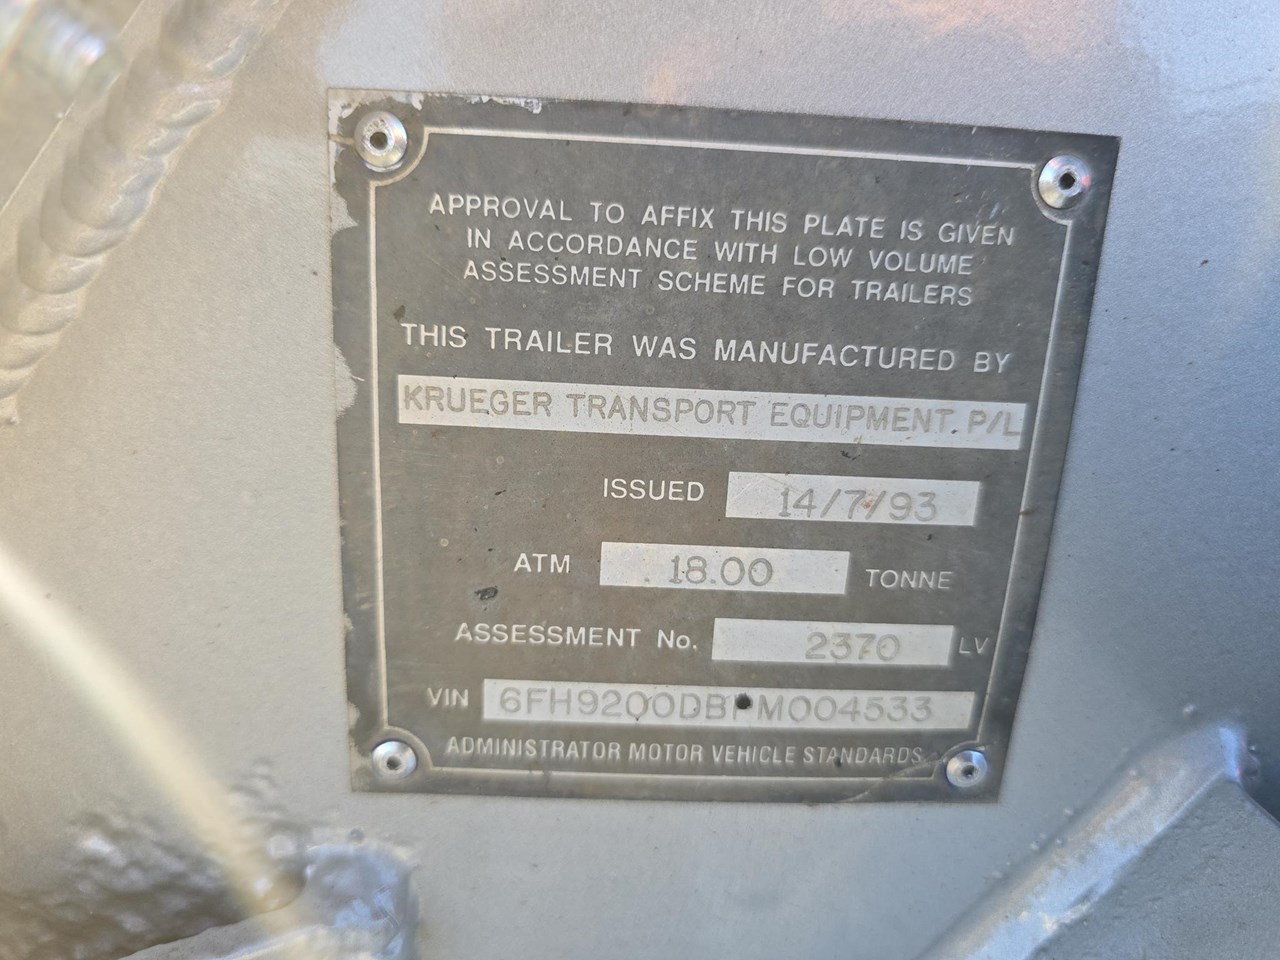 APPROVAL TO AFFIX THIS PLATE IS GIVEN
IN ACCORDANCE WITH LOW VOLUME
ASSESSMENT SCHEME FOR TRAILERS
THIS TRAILER WAS MANUFACTURED BY
KRUEGER TRANSPORT EQUIPMENT. P/L
ISSUED 14/7/93
ATM 18.00 TONNE
ASSESSMENT No. 2370 LV
VIN
ADMINISTRATOR MOTOR VEHICLE STANDARDS